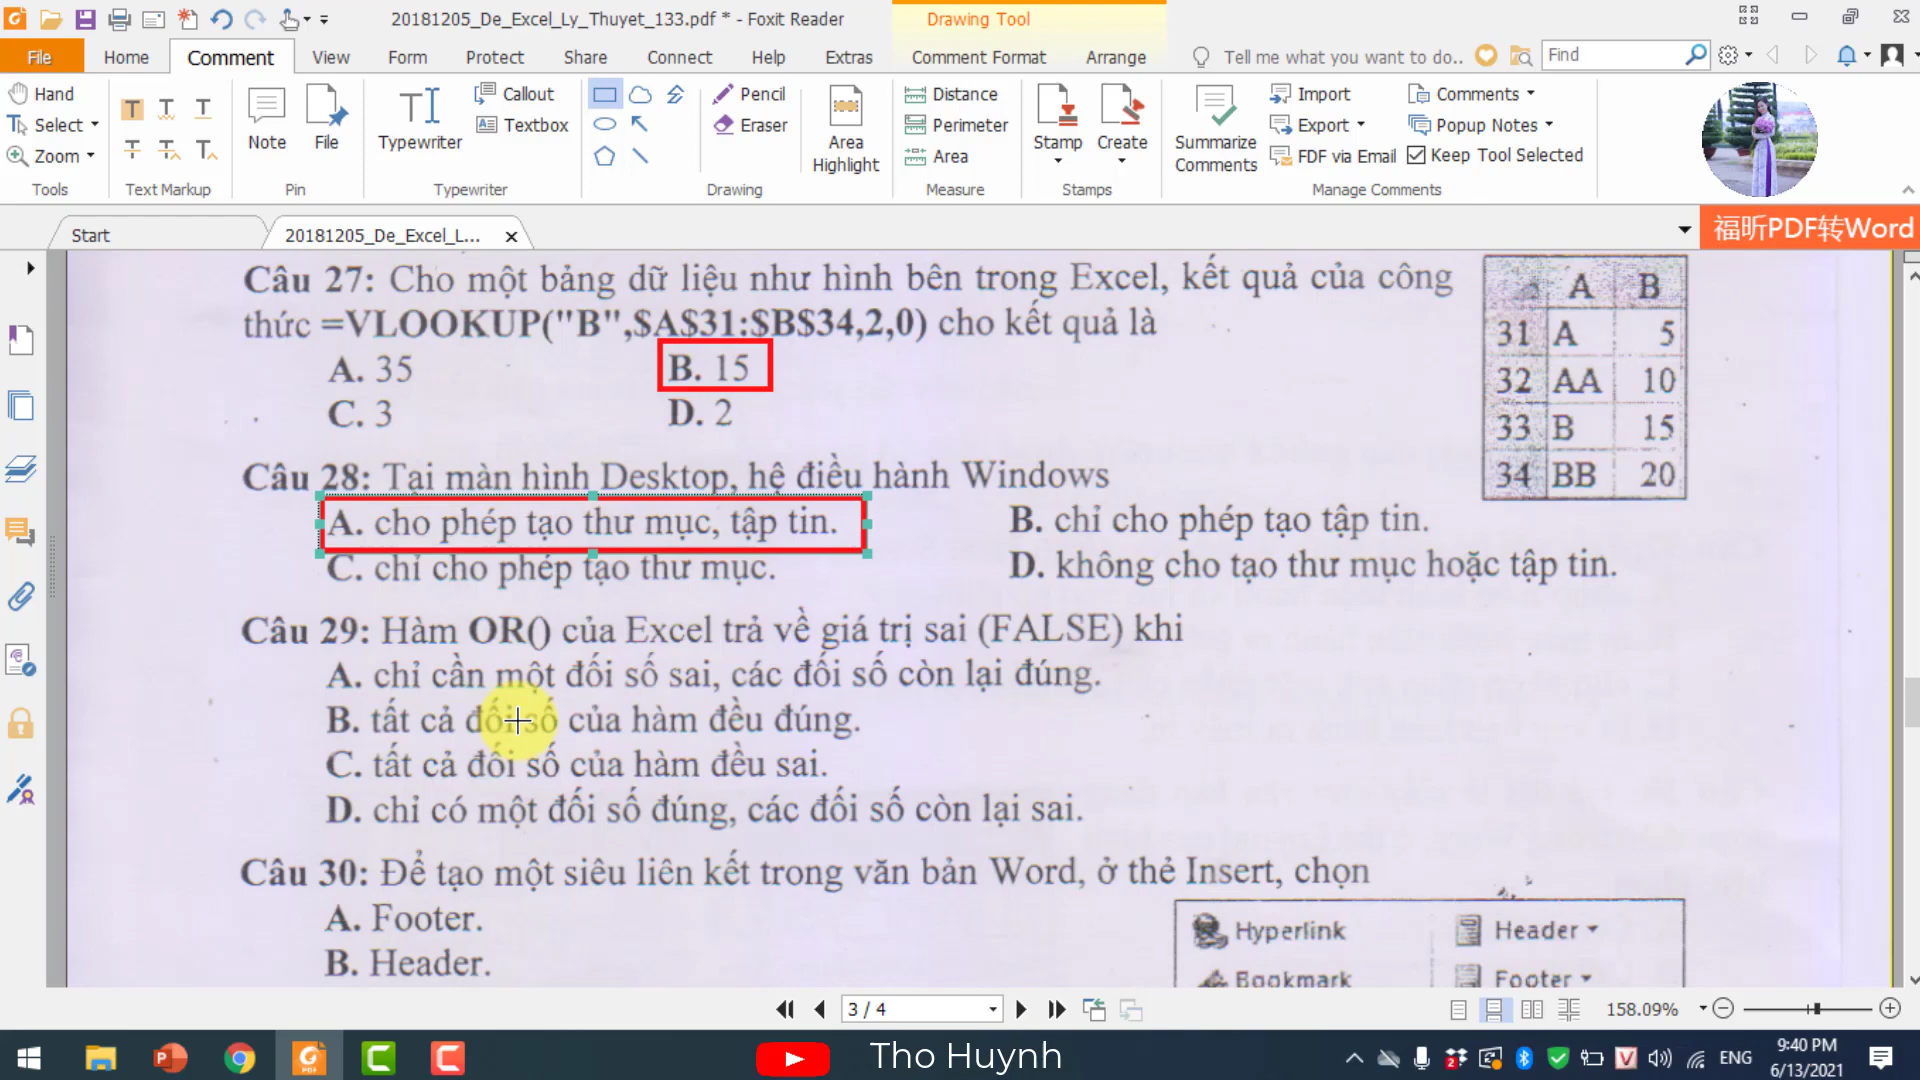 20181205_De_Excel_Ly_Thuyet_133.pdf * - Foxit Reader
Drawing Tool
File Home Comment View Form Protect Share Connect Help Extras Comment Format Arrange Tell me what you want to do.. Find
Hand
Select
Zoom
Tools
Text Markup
Note
File
Pin
Typewriter
Callout
Textbox
Typewriter
Pencil
Eraser
Drawing
Area
Highlight
Distance
Perimeter
Area
Measure
Stamp
Create
Stamps
Summarize
Comments
Import
Export
FDF via Email
Comments
Popup Notes
Keep Tool Selected
Manage Comments
Start
20181205_De_Excel_L...
福昕PDF转Word
Câu 27: Cho một bảng dữ liệu như hình bên trong Excel, kết quả của công
thức =VLOOKUP("B",$A$31:$B$34,2,0) cho kết quả là
A. 35 B. 15
C. 3 D. 2
A B
31 A 5
32 AA 10
33 B 15
34 BB 20
Câu 28: Tại màn hình Desktop, hệ điều hành Windows
A. cho phép tạo thư mục, tập tin. B. chỉ cho phép tạo tập tin.
C. chỉ cho phép tạo thư mục. D. không cho tạo thư mục hoặc tập tin.
Câu 29: Hàm OR() của Excel trả về giá trị sai (FALSE) khi
A. chỉ cần một đối số sai, các đối số còn lại đúng.
B. tất cả đối số của hàm đều đúng.
C. tất cả đối số của hàm đều sai.
D. chỉ có một đối số đúng, các đối số còn lại sai.
Câu 30: Để tạo một siêu liên kết trong văn bản Word, ở thẻ Insert, chọn
A. Footer.
B. Header.
Hyperlink Header
Bookmark Footer
3 / 4
158.09%
Tho Huynh
ENG
9:40 PM
6/13/2021